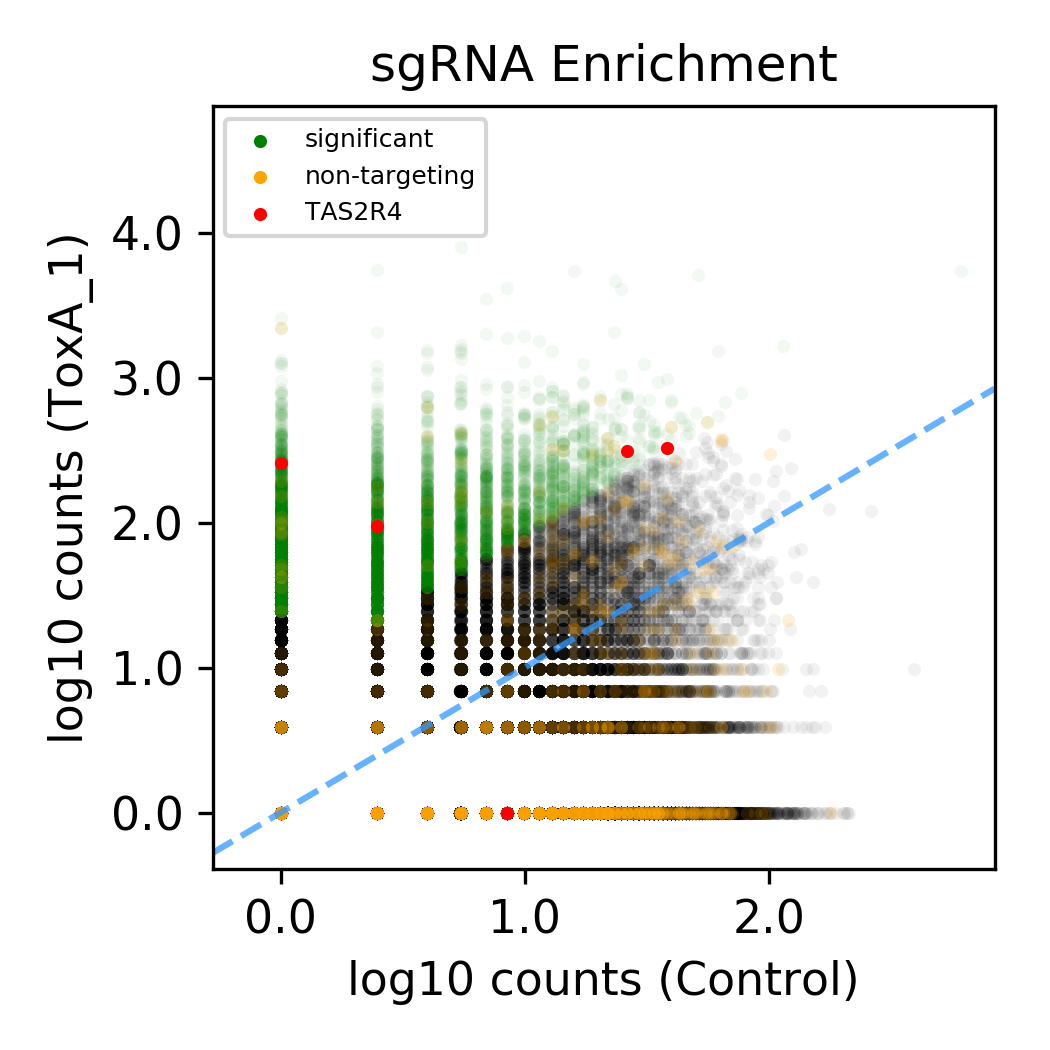 sgRNA Enrichment
significant
non-targeting
TAS2R4
4.0
3.0
2.0
1.0
0.0
log10 counts (ToxA_1)
0.0 1.0 2.0
log10 counts (Control)